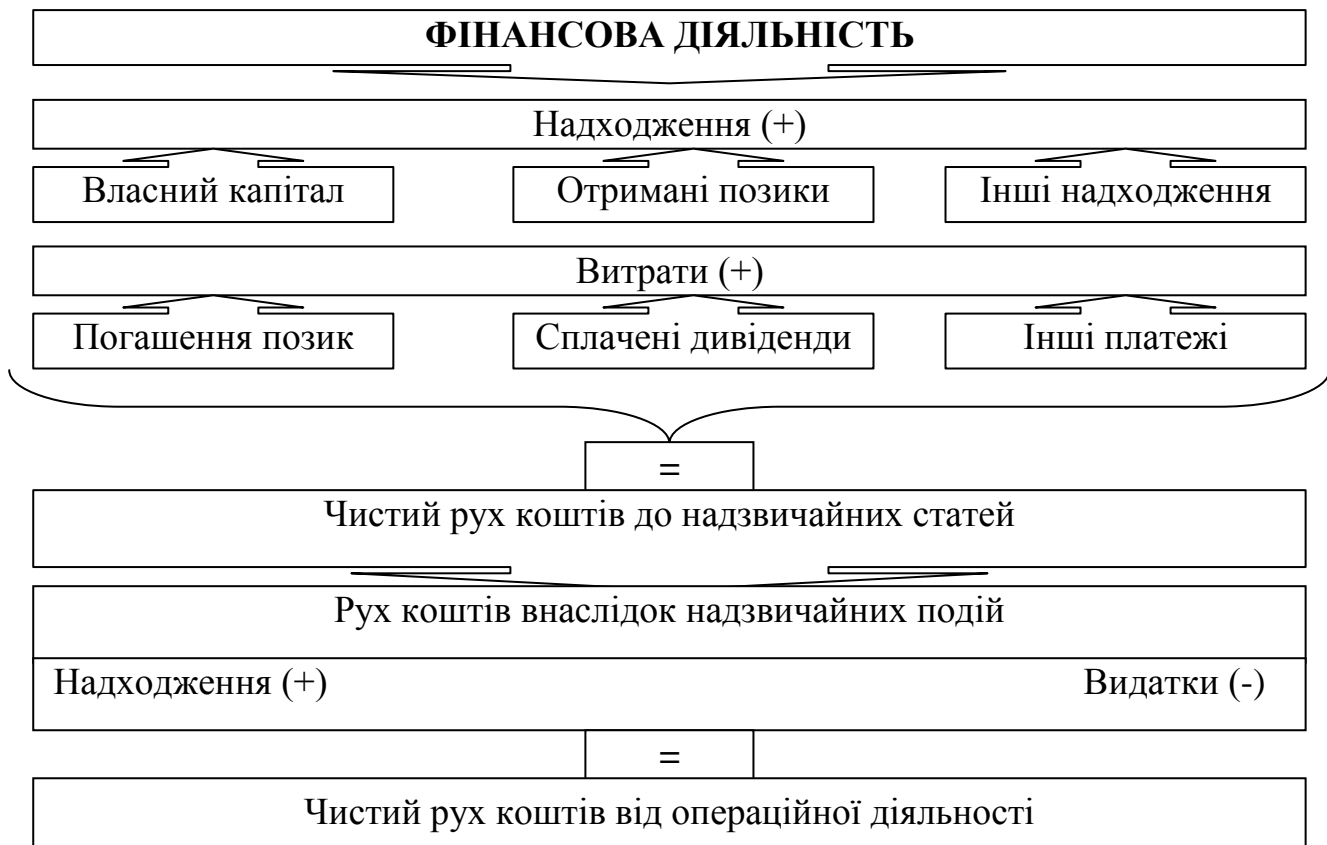 ФІНАНСОВА ДІЯЛЬНІСТЬ
Надходження (+)
Власний капітал
Отримані позики
Інші надходження
Витрати (+)
Погашення позик
Сплачені дивіденди
Інші платежі
=
Чистий рух коштів до надзвичайних статей
Рух коштів внаслідок надзвичайних подій
Надходження (+)
Видатки (-)
=
Чистий рух коштів від операційної діяльності